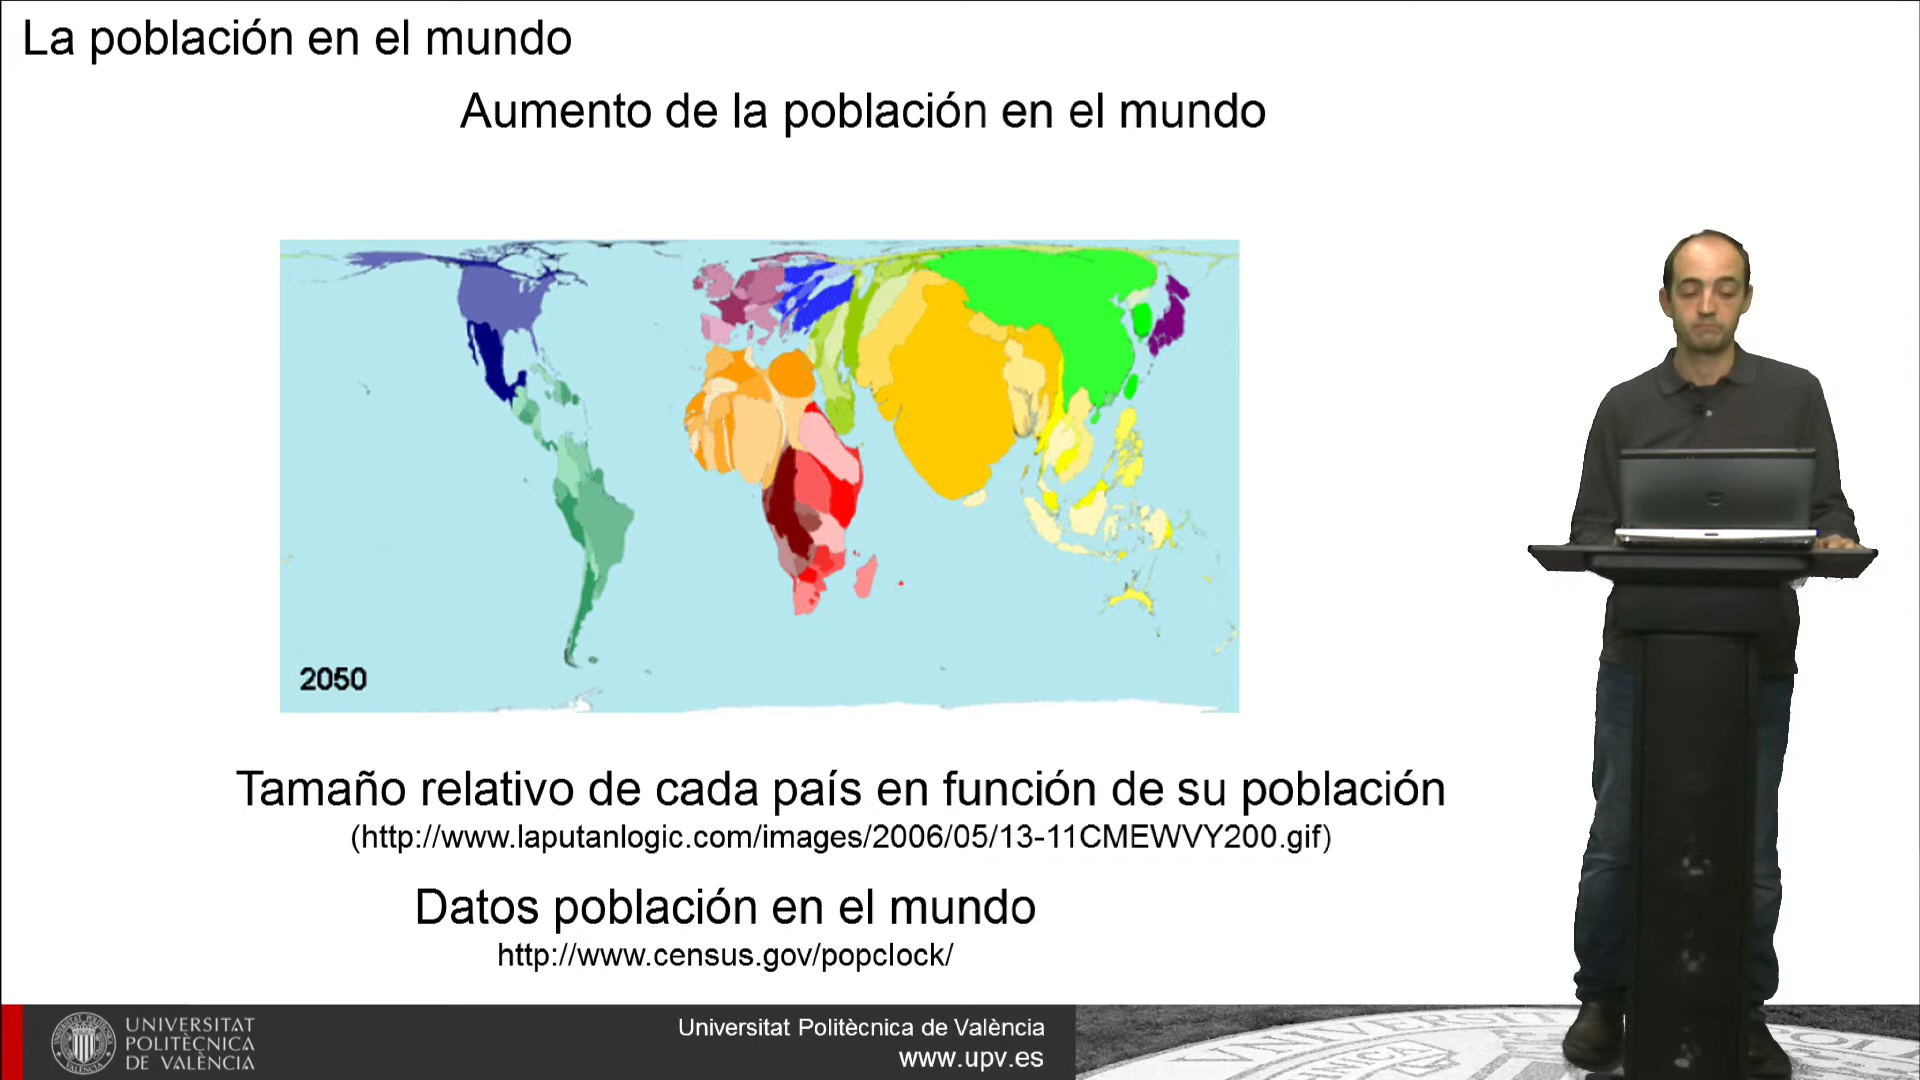 La población en el mundo
Aumento de la población en el mundo
2050
Tamaño relativo de cada país en función de su población
(http://www.laputanlogic.com/images/2006/05/13-11CMEWVY200.gif)
Datos población en el mundo
http://www.census.gov/popclock/
UNIVERSITAT
POLITÈCNICA
DE VALÈNCIA
Universitat Politècnica de València
www.upv.es